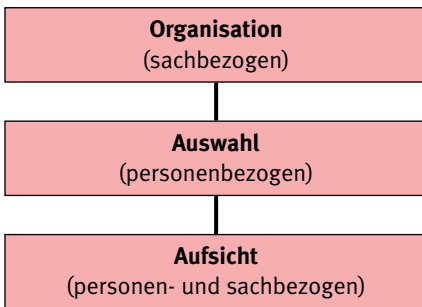 Organisation
(sachbezogen)
Auswahl
(personenbezogen)
Aufsicht
(personen- und sachbezogen)